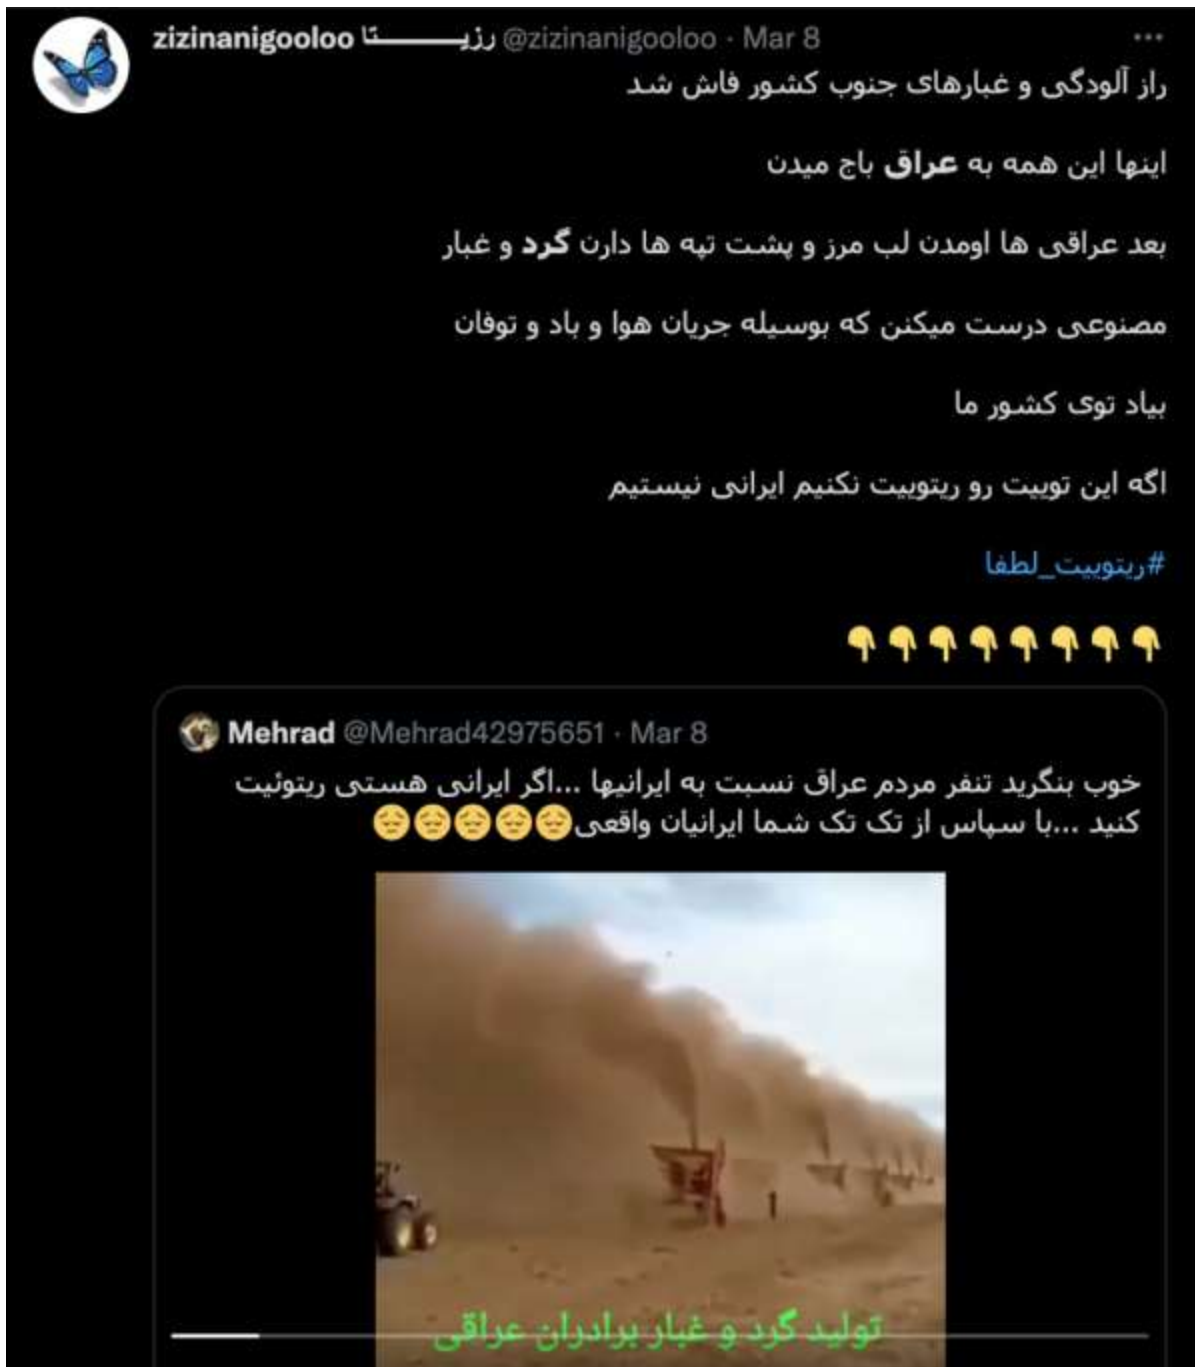 zizinanigooloo رزیــــــــتا @zizinanigooloo · Mar 8
راز آلودگی و غبارهای جنوب کشور فاش شد
اینها این همه به عراق باج میدن
بعد عراقی ها اومدن لب مرز و پشت تپه ها دارن گرد و غبار
مصنوعی درست میکنن که بوسیله جریان هوا و باد و توفان
بیاد توی کشور ما
اگه این توییت رو ریتوییت نکنیم ایرانی نیستیم
#ریتوییت_لطفا
Mehrad @Mehrad42975651 · Mar 8
خوب بنگرید تنفر مردم عراق نسبت به ایرانیها ...اگر ایرانی هستی ریتوئیت
کنید ...با سپاس از تک تک شما ایرانیان واقعی
تولید گرد و غبار برادران عراقی